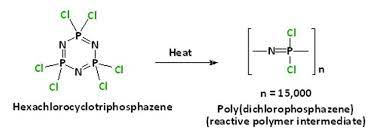 Cl Cl
P
N N
Cl P P Cl
N
Cl Cl
Heat
Cl
N=P
Cl
n
n = 15,000
Hexachlorocyclotriphosphazene
Poly(dichlorophosphazene)
(reactive polymer intermediate)